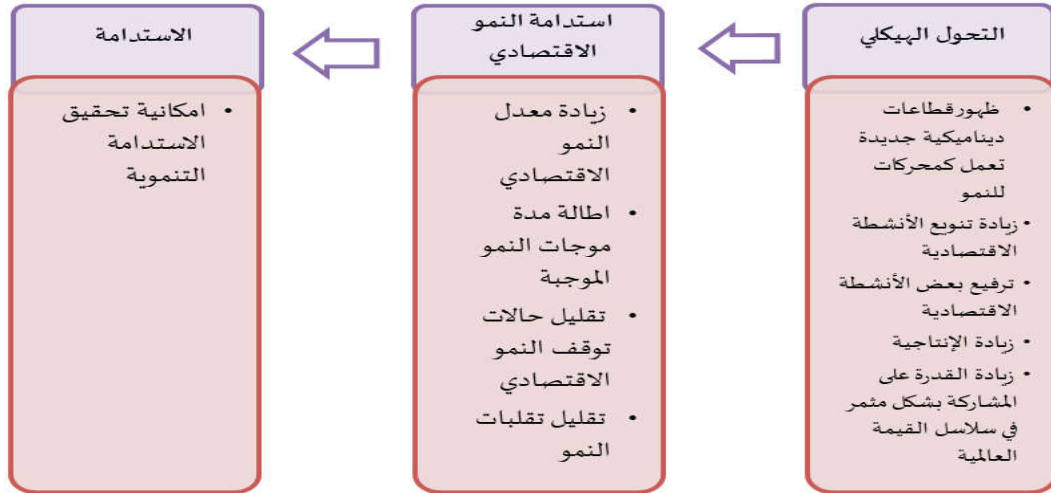 التحول الهيكلي
• ظهور قطاعات
ديناميكية جديدة
تعمل كمحركات
للنمو
• زيادة تنويع الأنشطة
الاقتصادية
• ترفيع بعض الأنشطة
الاقتصادية
• زيادة الإنتاجية
• زيادة القدرة على
المشاركة بشكل مثمر
في سلاسل القيمة
العالمية
استدامة النمو
الاقتصادي
• زيادة معدل
النمو
الاقتصادي
• اطالة مدة
موجات النمو
الموجبة
• تقليل حالات
توقف النمو
الاقتصادي
• تقليل تقلبات
النمو
الاستدامة
• امكانية تحقيق
الاستدامة
التنموية